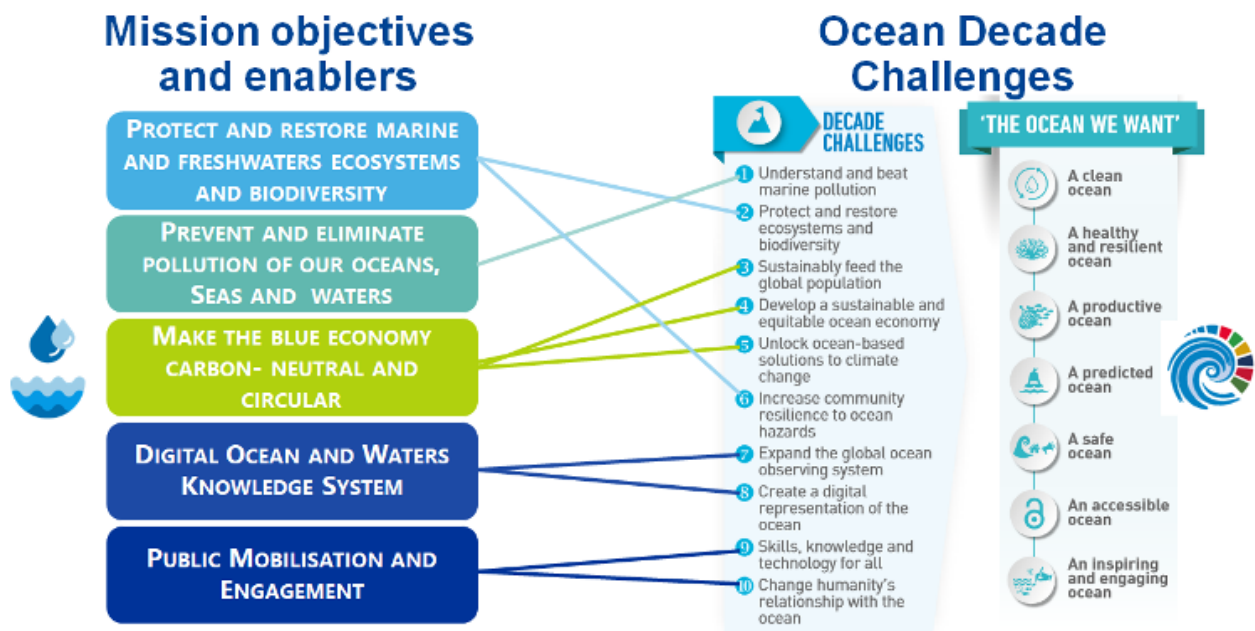 Mission objectives
and enablers
PROTECT AND RESTORE MARINE
AND FRESHWATERS ECOSYSTEMS
AND BIODIVERSITY
PREVENT AND ELIMINATE
POLLUTION OF OUR OCEANS,
SEAS AND WATERS
MAKE THE BLUE ECONOMY
CARBON- NEUTRAL AND
CIRCULAR
DIGITAL OCEAN AND WATERS
KNOWLEDGE SYSTEM
PUBLIC MOBILISATION AND
ENGAGEMENT
Ocean Decade
Challenges
DECADE
CHALLENGES
1 Understand and beat
marine pollution
2 Protect and restore
ecosystems and
biodiversity
3 Sustainably feed the
global population
4 Develop a sustainable and
equitable ocean economy
5 Unlock ocean-based
solutions to climate
change
6 Increase community
resilience to ocean
hazards
7 Expand the global ocean
observing system
8 Create a digital
representation of the
ocean
9 Skills, knowledge and
technology for all
10 Change humanity's
relationship with the
ocean
'THE OCEAN WE WANT'
A clean
ocean
A healthy
and resilient
ocean
A productive
ocean
A predicted
ocean
A safe
ocean
An accessible
ocean
An inspiring
and engaging
ocean